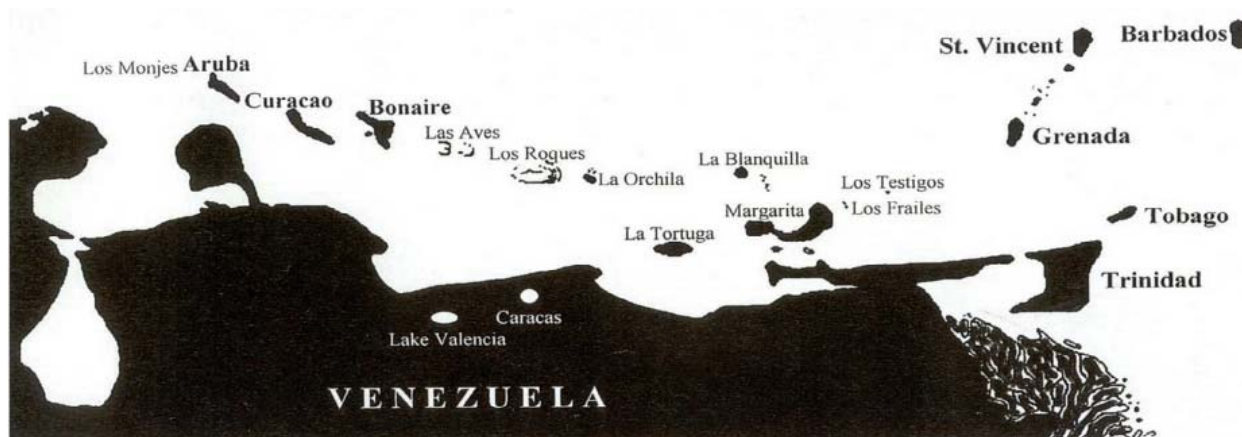 St. Vincent
Barbados
Los Monjes Aruba
Curacao
Bonaire
Las Aves
Los Roques
La Orchila
La Blanquilla
Grenada
Los Testigos
Los Frailes
Margarita
La Tortuga
Tobago
Trinidad
Caracas
Lake Valencia
VENEZUELA